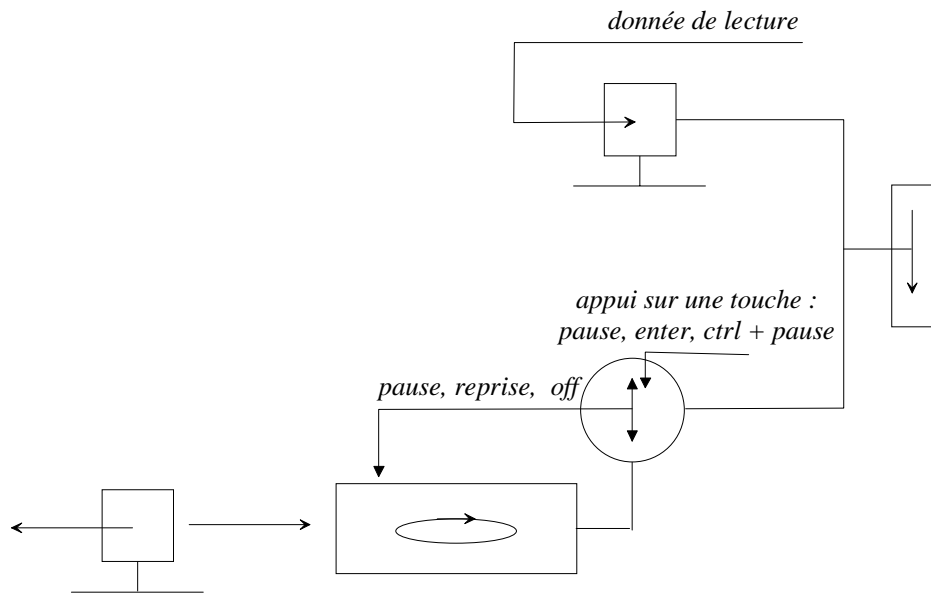 donnée de lecture
appui sur une touche :
pause, enter, ctrl + pause
pause, reprise, off